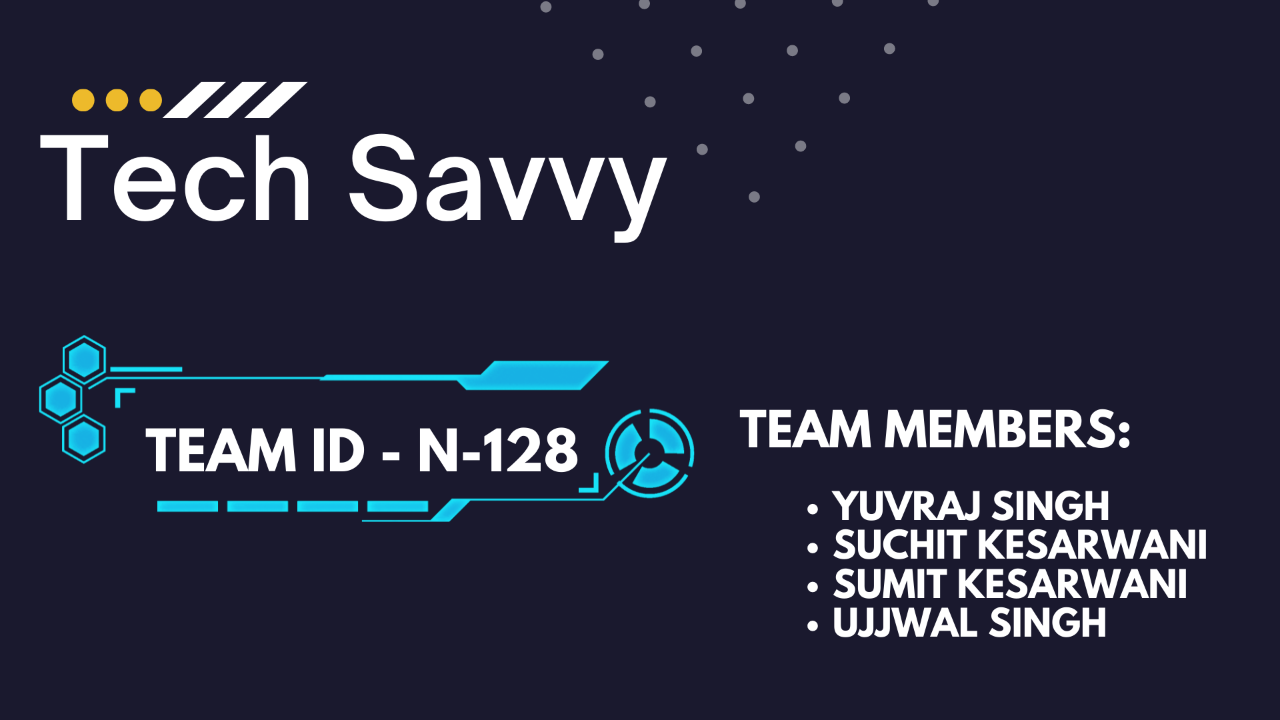 Tech Savvy
TEAM ID - N-128
TEAM MEMBERS:
• YUVRAJ SINGH
• SUCHIT KESARWANI
• SUMIT KESARWANI
• UJJWAL SINGH